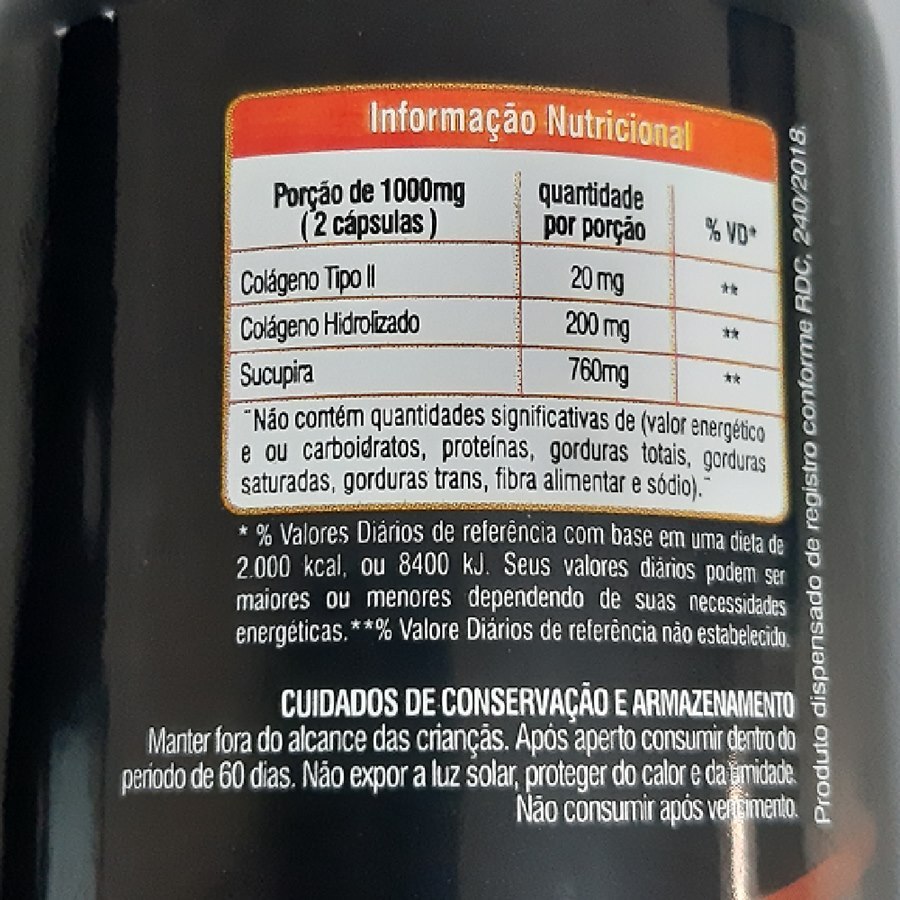 Informação Nutricional
Porção de 1000mg
( 2 cápsulas )
quantidade
por porção
% VD*
Colágeno Tipo II 20 mg **
Colágeno Hidrolizado 200 mg **
Sucupira 760mg **
"Não contém quantidades significativas de (valor energético
e ou carboidratos, proteínas, gorduras totais, gorduras
saturadas, gorduras trans, fibra alimentar e sódio)."
* % Valores Diários de referência com base em uma dieta de
2.000 kcal, ou 8400 kJ. Seus valores diários podem ser
maiores ou menores dependendo de suas necessidades
energéticas.**% Valore Diários de referência não estabelecido.
CUIDADOS DE CONSERVAÇÃO E ARMAZENAMENTO
Manter fora do alcance das criançãs. Após aperto consumir dentro do
periodo de 60 dias. Não expor a luz solar, proteger do calor e da umidade.
Não consumir após vencimento.
Produto dispensado de registro conforme RDC, 240/2018.